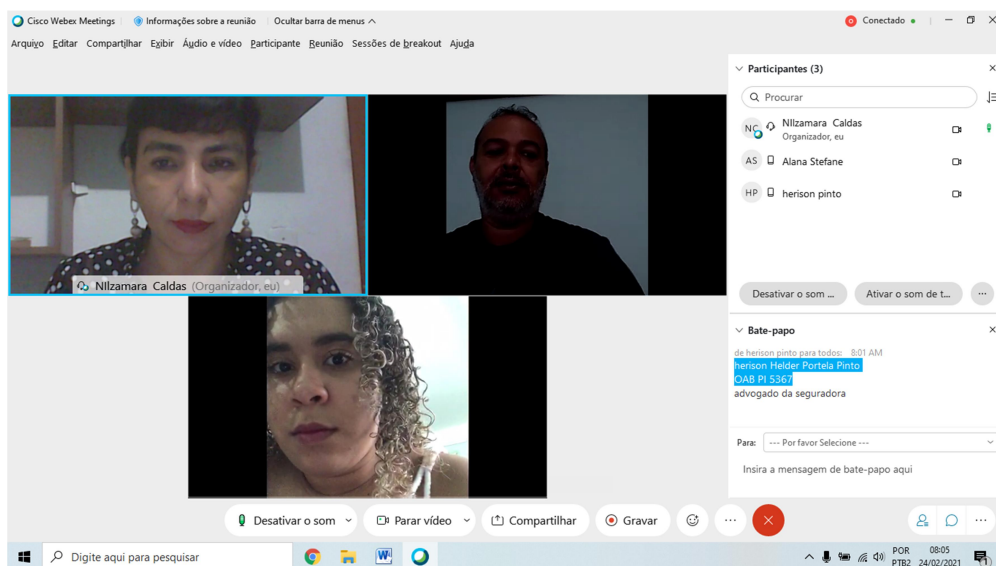 Cisco Webex Meetings
Informações sobre a reunião
Ocultar barra de menus
Conectado
Arquivo Editar Compartilhar Exibir Áudio e vídeo Participante Reunião Sessões de breakout Ajuda
Participantes (3)
Procurar
NC
NIlzamara Caldas
Organizador, eu
AS
Alana Stefane
HP
herison pinto
NIlzamara Caldas (Organizador, eu)
Desativar o som ...
Ativar o som de t...
Bate-papo
de herison pinto para todos: 8:01 AM
herison Helder Portela Pinto
OAB PI 5367
advogado da seguradora
Para: --- Por favor Selecione ---
Insira a mensagem de bate-papo aqui
Desativar o som
Parar vídeo
Compartilhar
Gravar
Digite aqui para pesquisar
POR 08:05
PTB2 24/02/2021